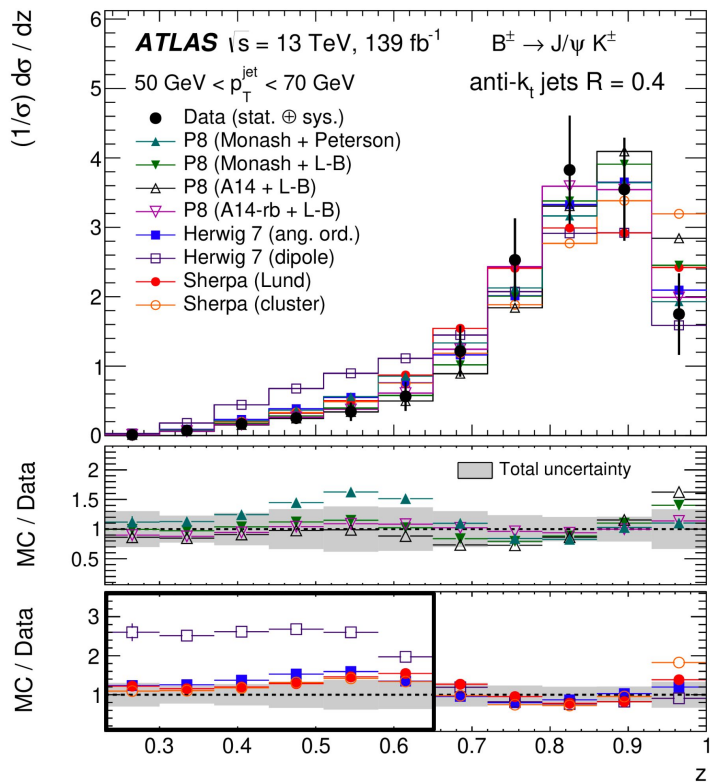 (1/σ) dσ / dz
6
5
4
3
2
1
0
ATLAS √s = 13 TeV, 139 fb⁻¹
B± → J/ψ K±
50 GeV < p_T^jet < 70 GeV
anti-k_t jets R = 0.4
Data (stat. ⊕ sys.)
P8 (Monash + Peterson)
P8 (Monash + L-B)
P8 (A14 + L-B)
P8 (A14-rb + L-B)
Herwig 7 (ang. ord.)
Herwig 7 (dipole)
Sherpa (Lund)
Sherpa (cluster)
MC / Data
2
1.5
1
0.5
Total uncertainty
MC / Data
3
2
1
0.3 0.4 0.5 0.6 0.7 0.8 0.9 1
z